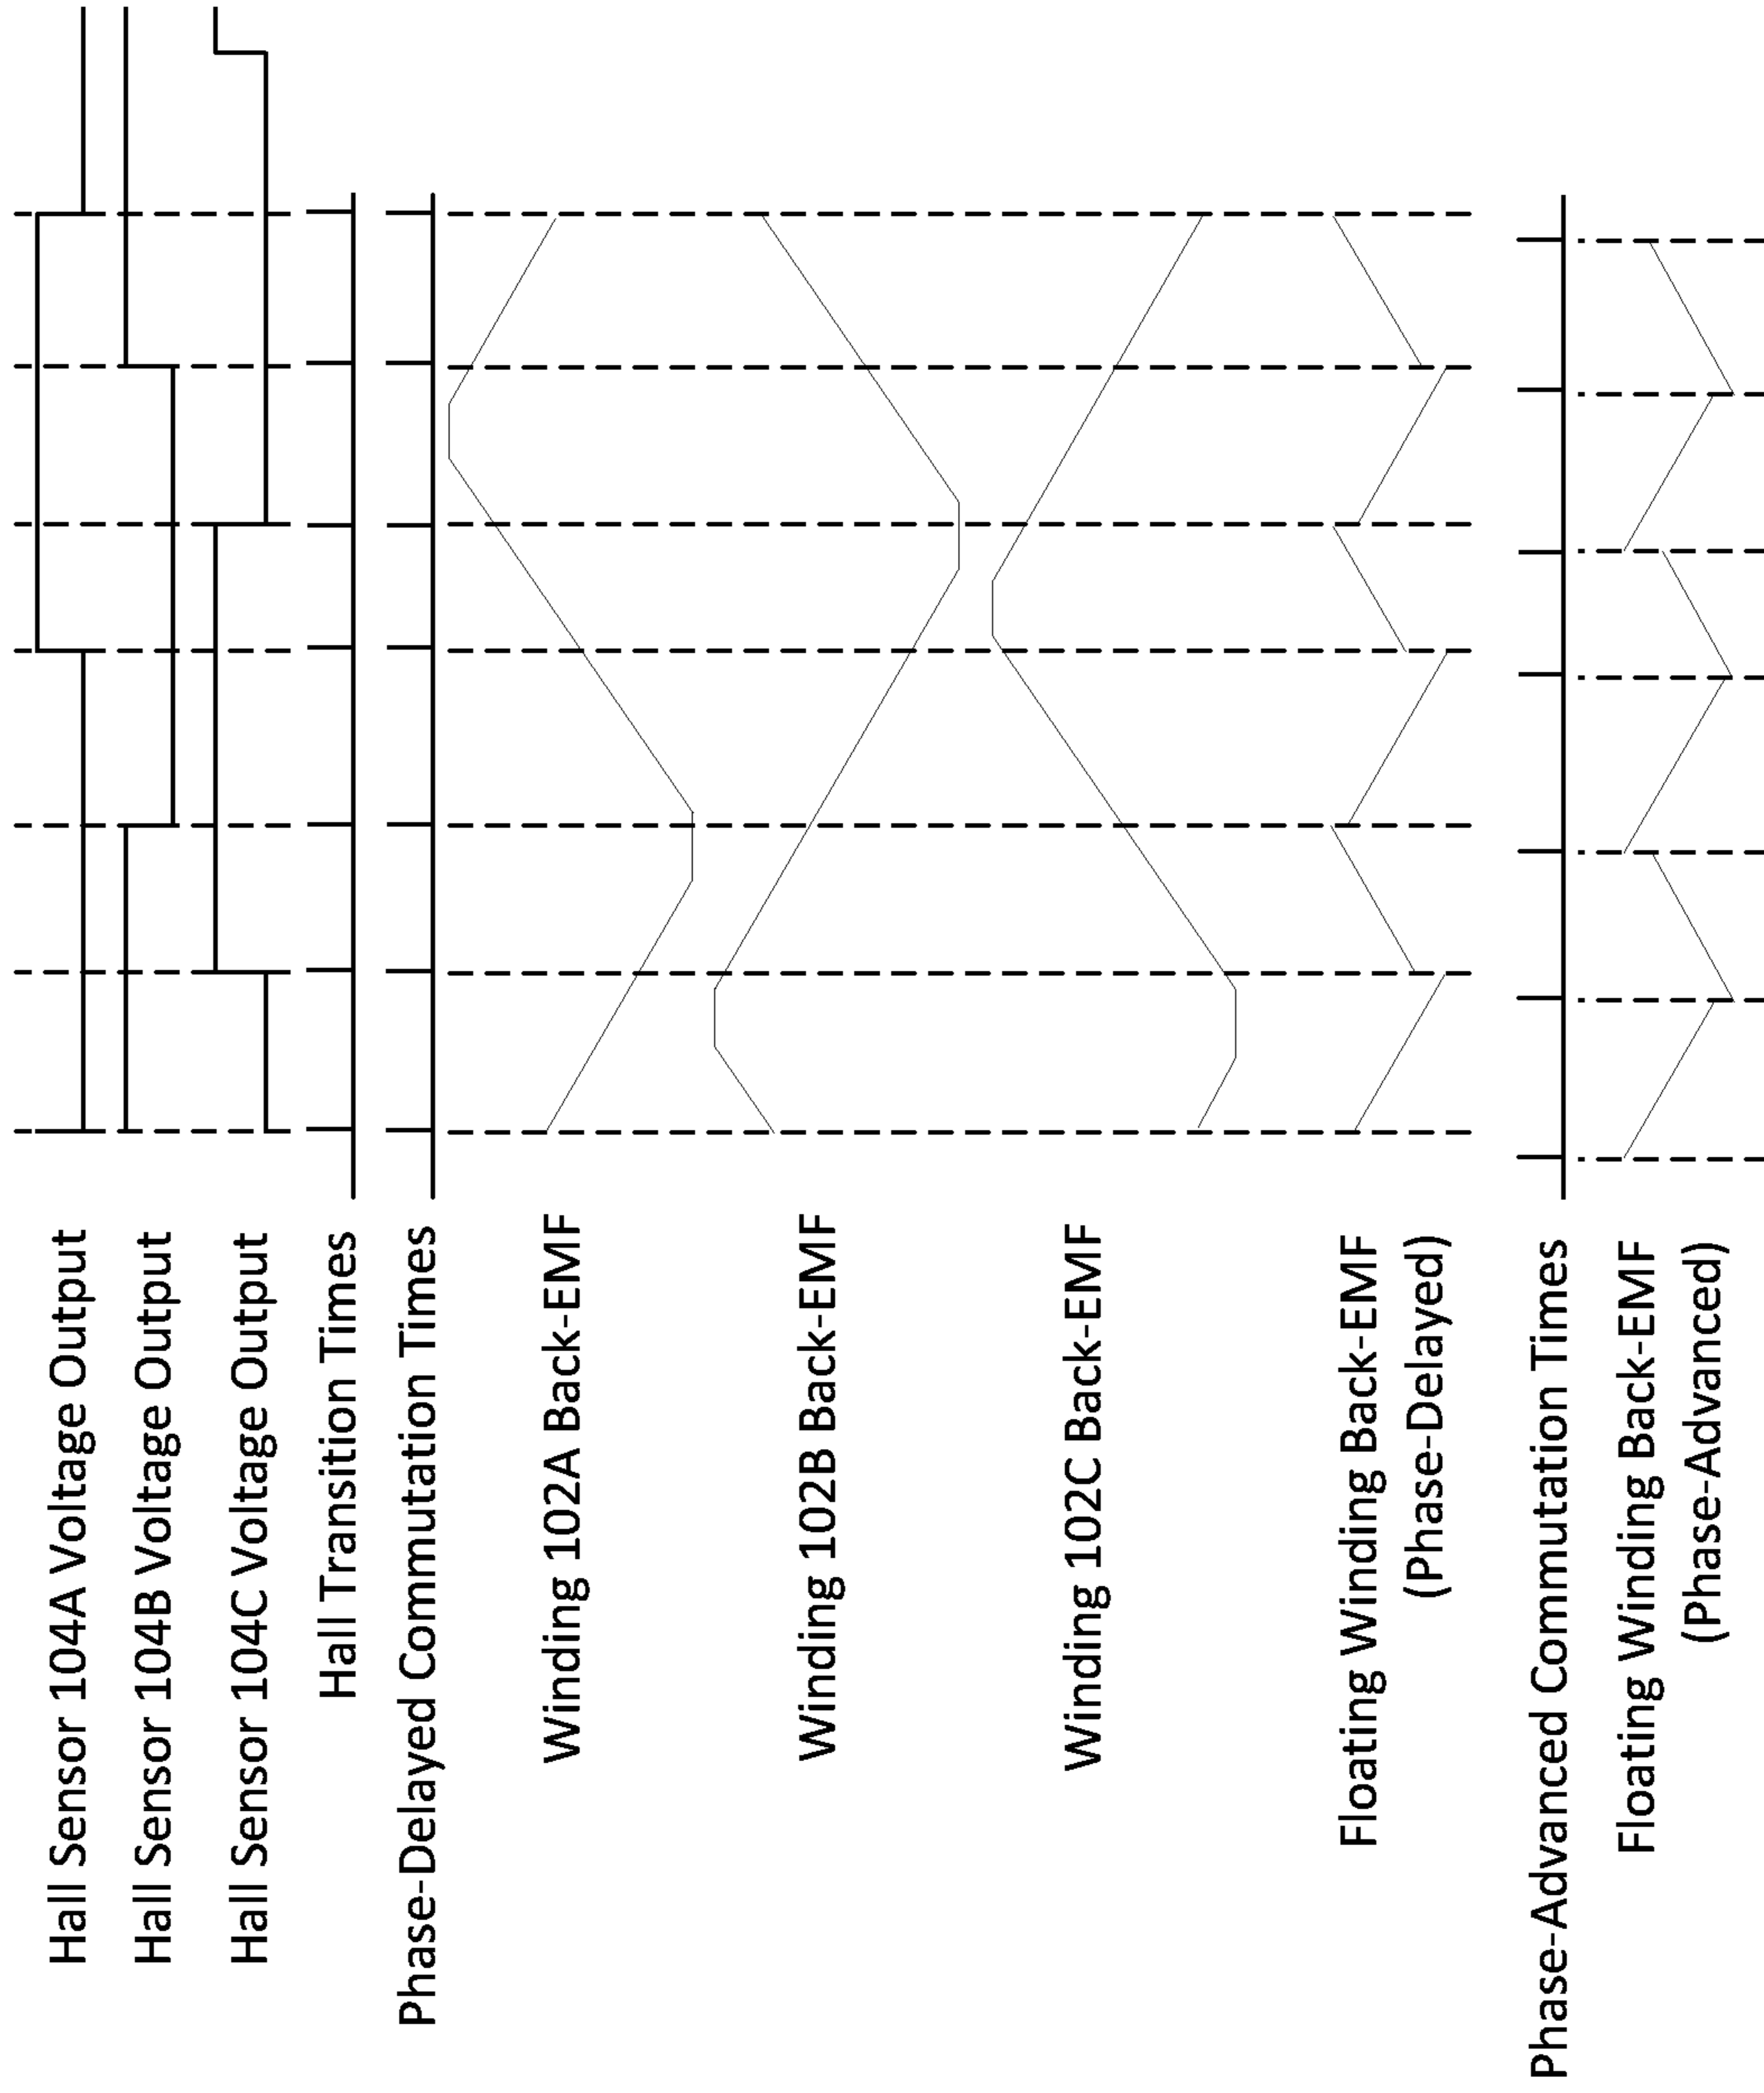 Hall Sensor 104A Voltage Output
Hall Sensor 104B Voltage Output
Hall Sensor 104C Voltage Output
Hall Transition Times
Phase-Delayed Commutation Times
Winding 102A Back-EMF
Winding 102B Back-EMF
Winding 102C Back-EMF
Floating Winding Back-EMF
(Phase-Delayed)
Phase-Advanced Commutation Times
Floating Winding Back-EMF
(Phase-Advanced)